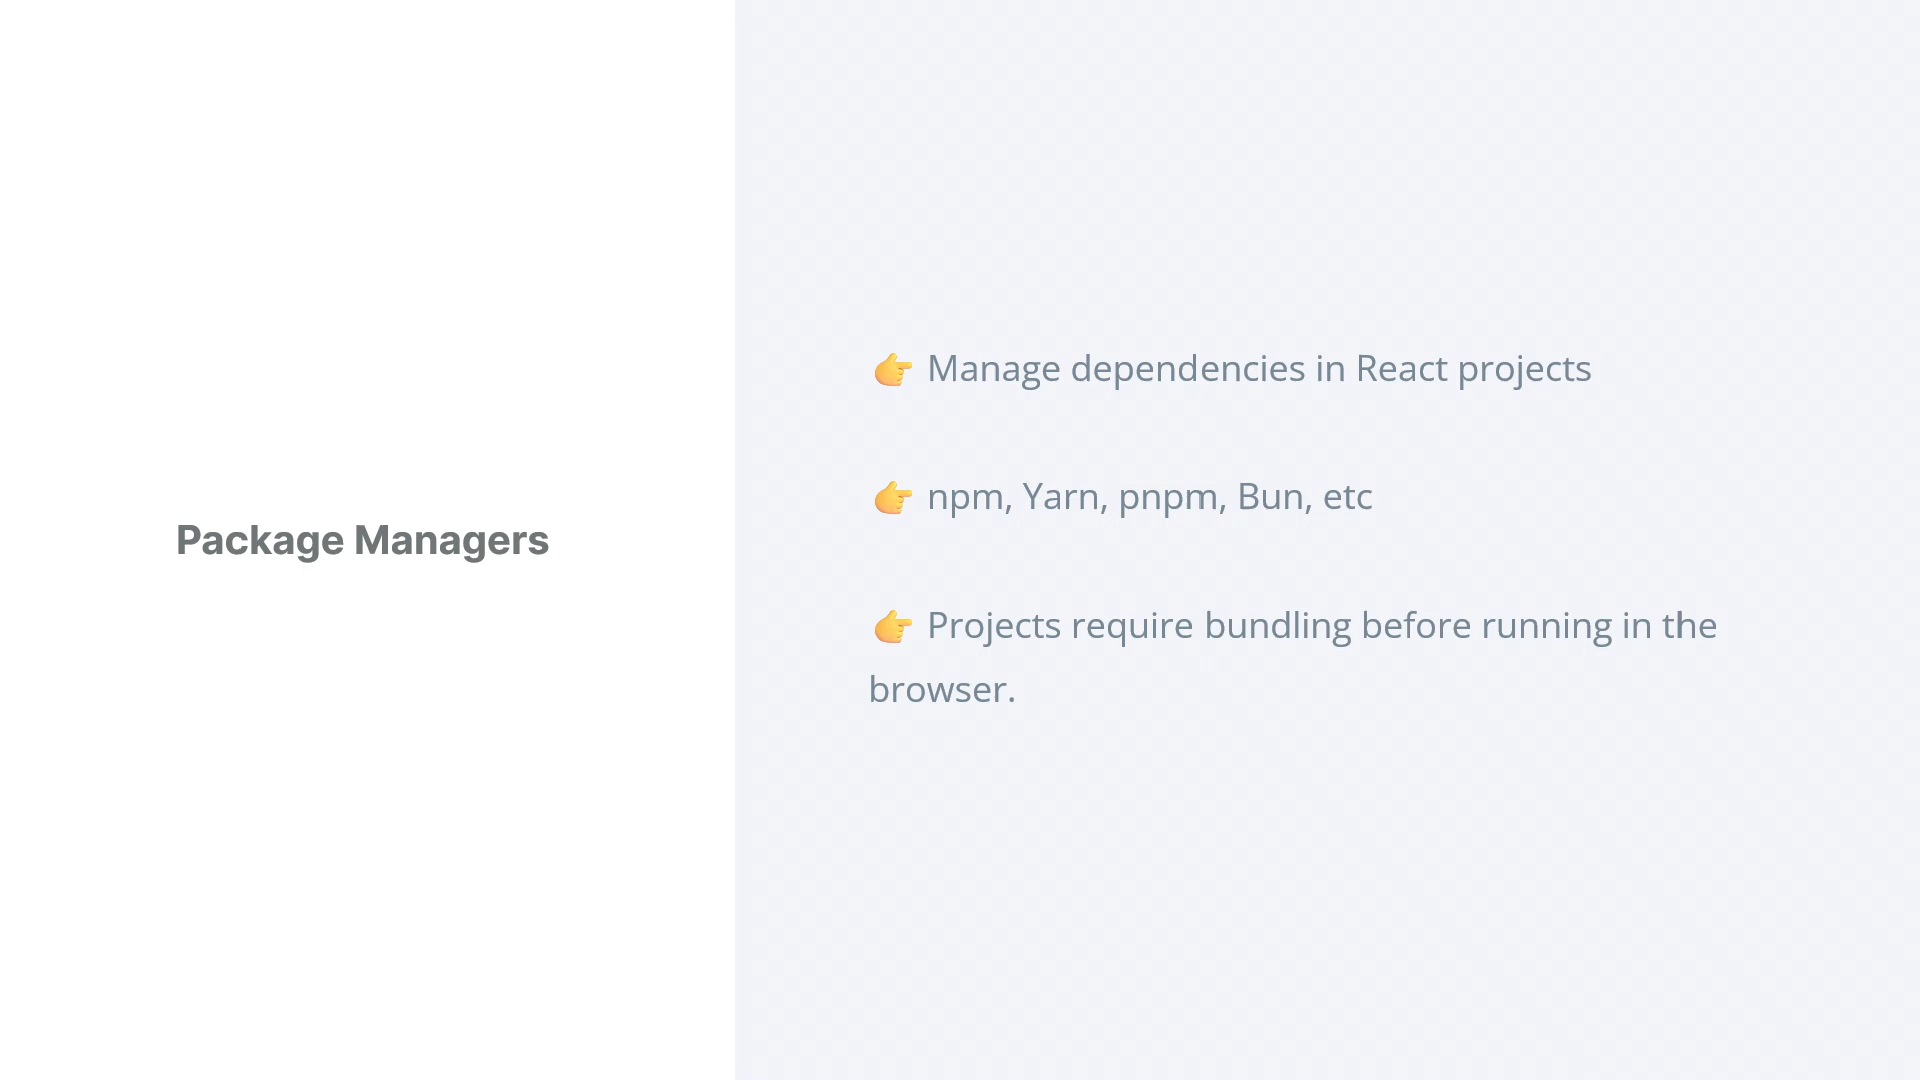 Package Managers
👉 Manage dependencies in React projects
👉 npm, Yarn, pnpm, Bun, etc
👉 Projects require bundling before running in the
browser.